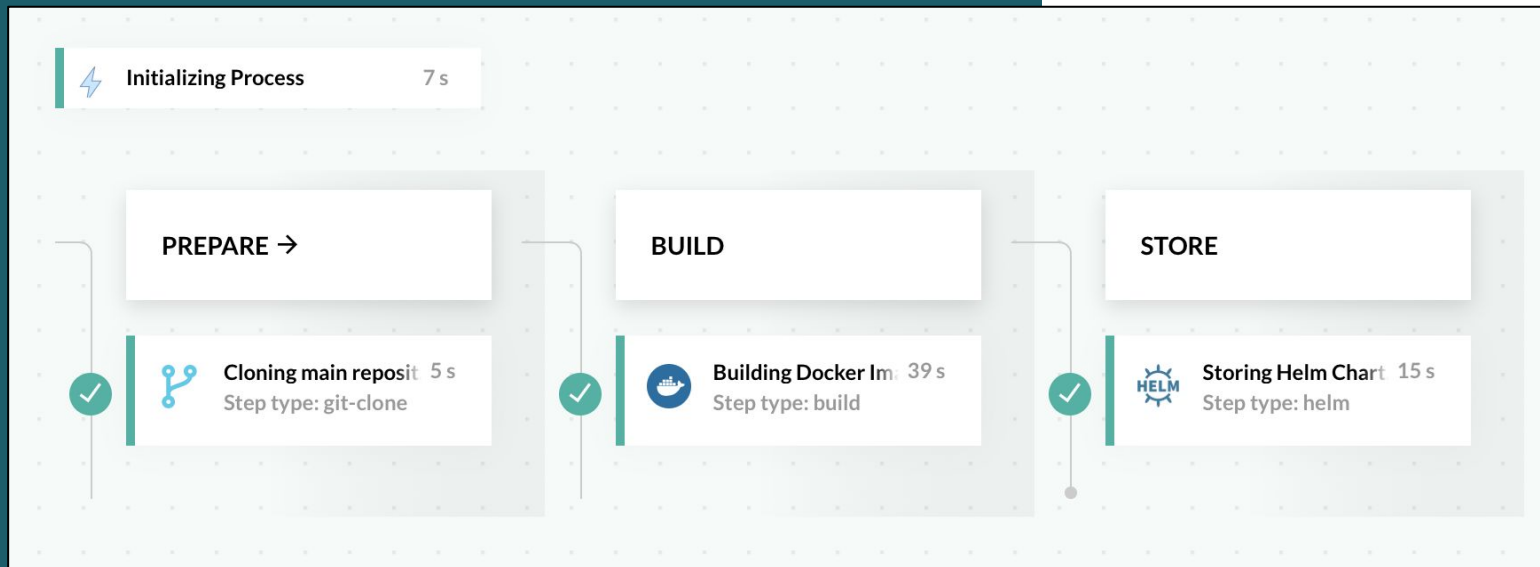 Initializing Process 7 s
PREPARE →
BUILD
STORE
Cloning main reposit 5 s
Step type: git-clone
Building Docker Im 39 s
Step type: build
HELM
Storing Helm Chart 15 s
Step type: helm